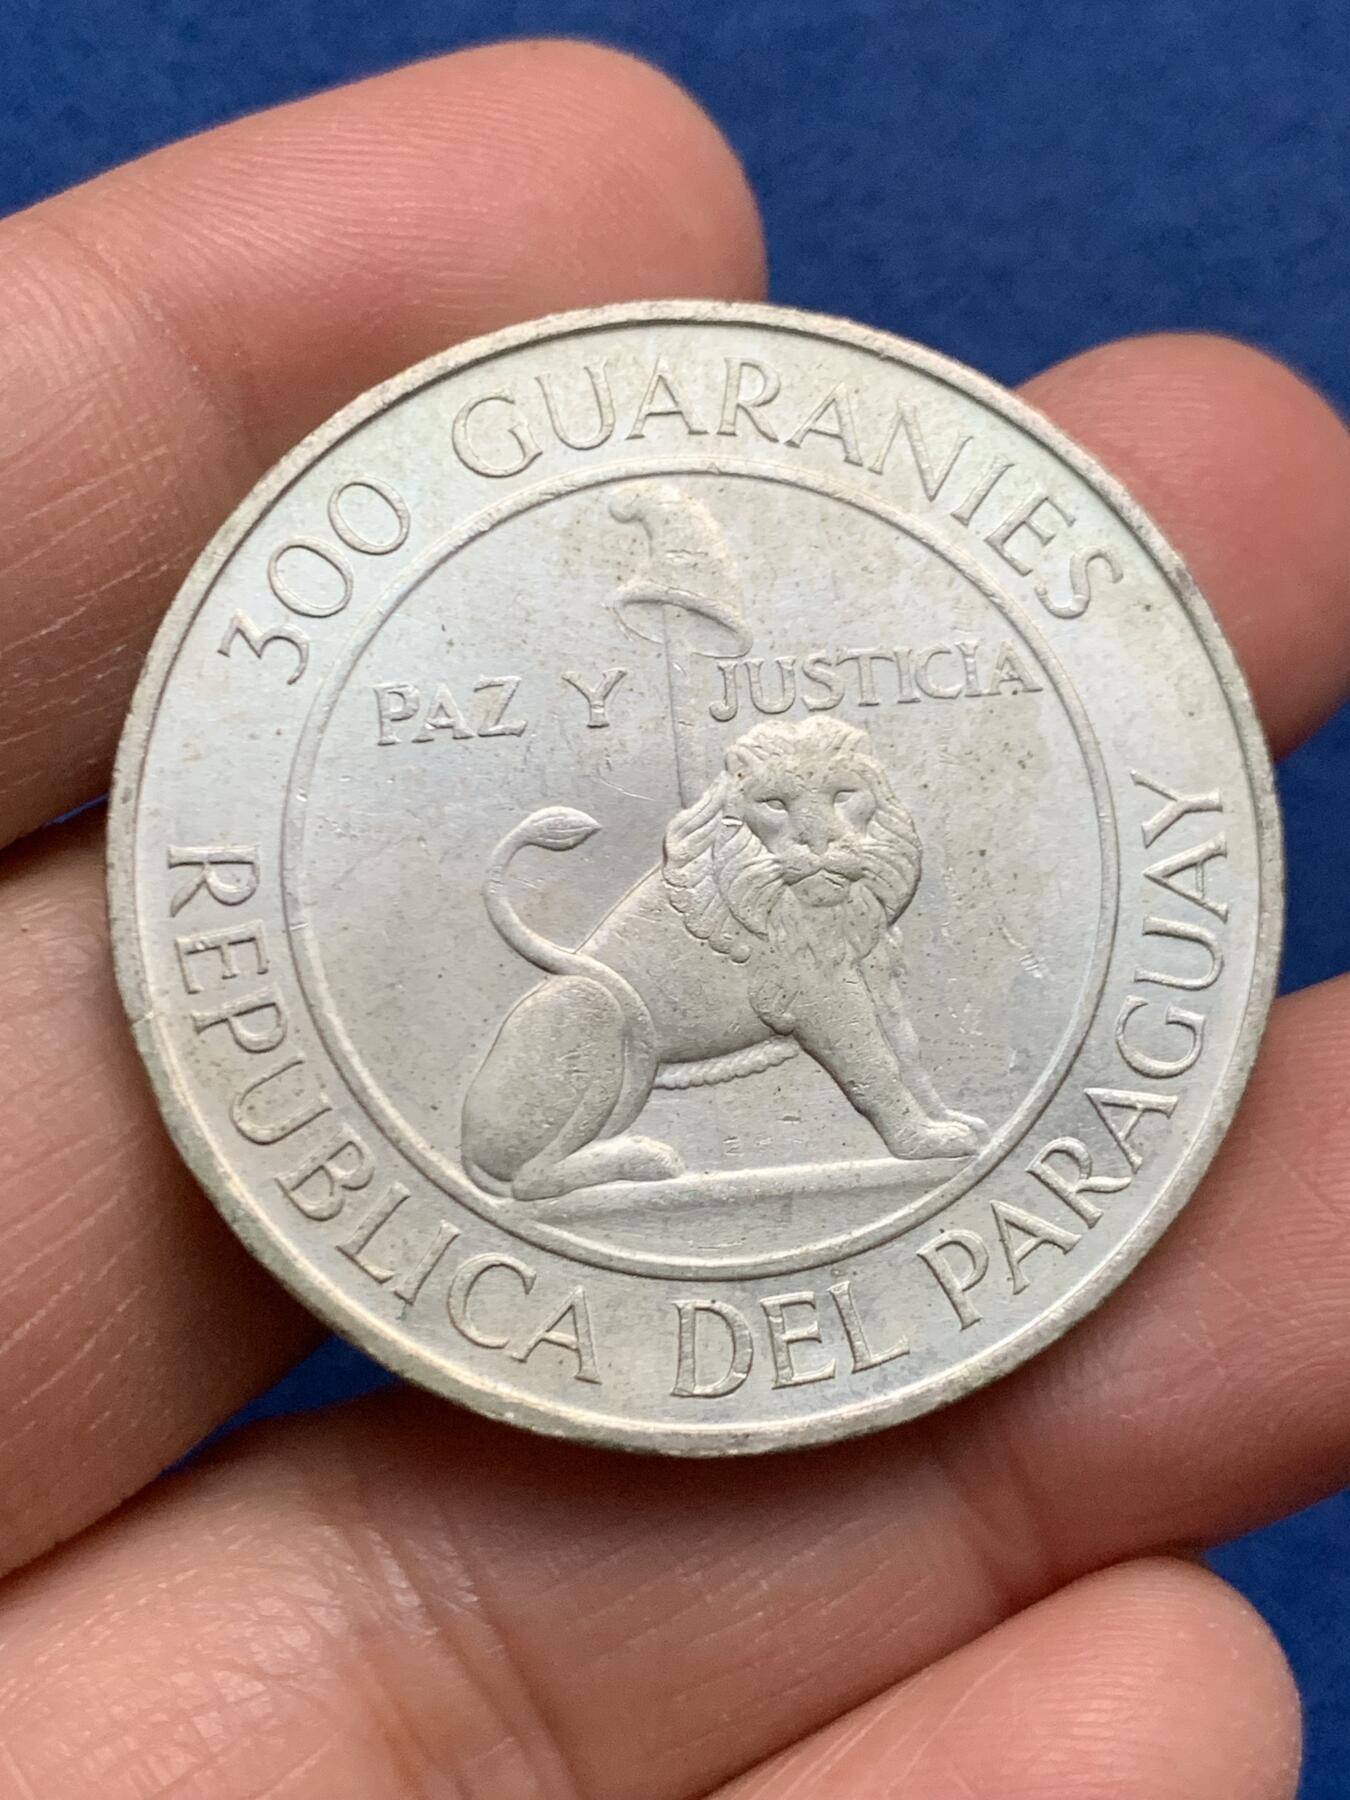 300 GUARANIES
PAZ Y JUSTICIA
REPUBLICA DEL PARAGUAY